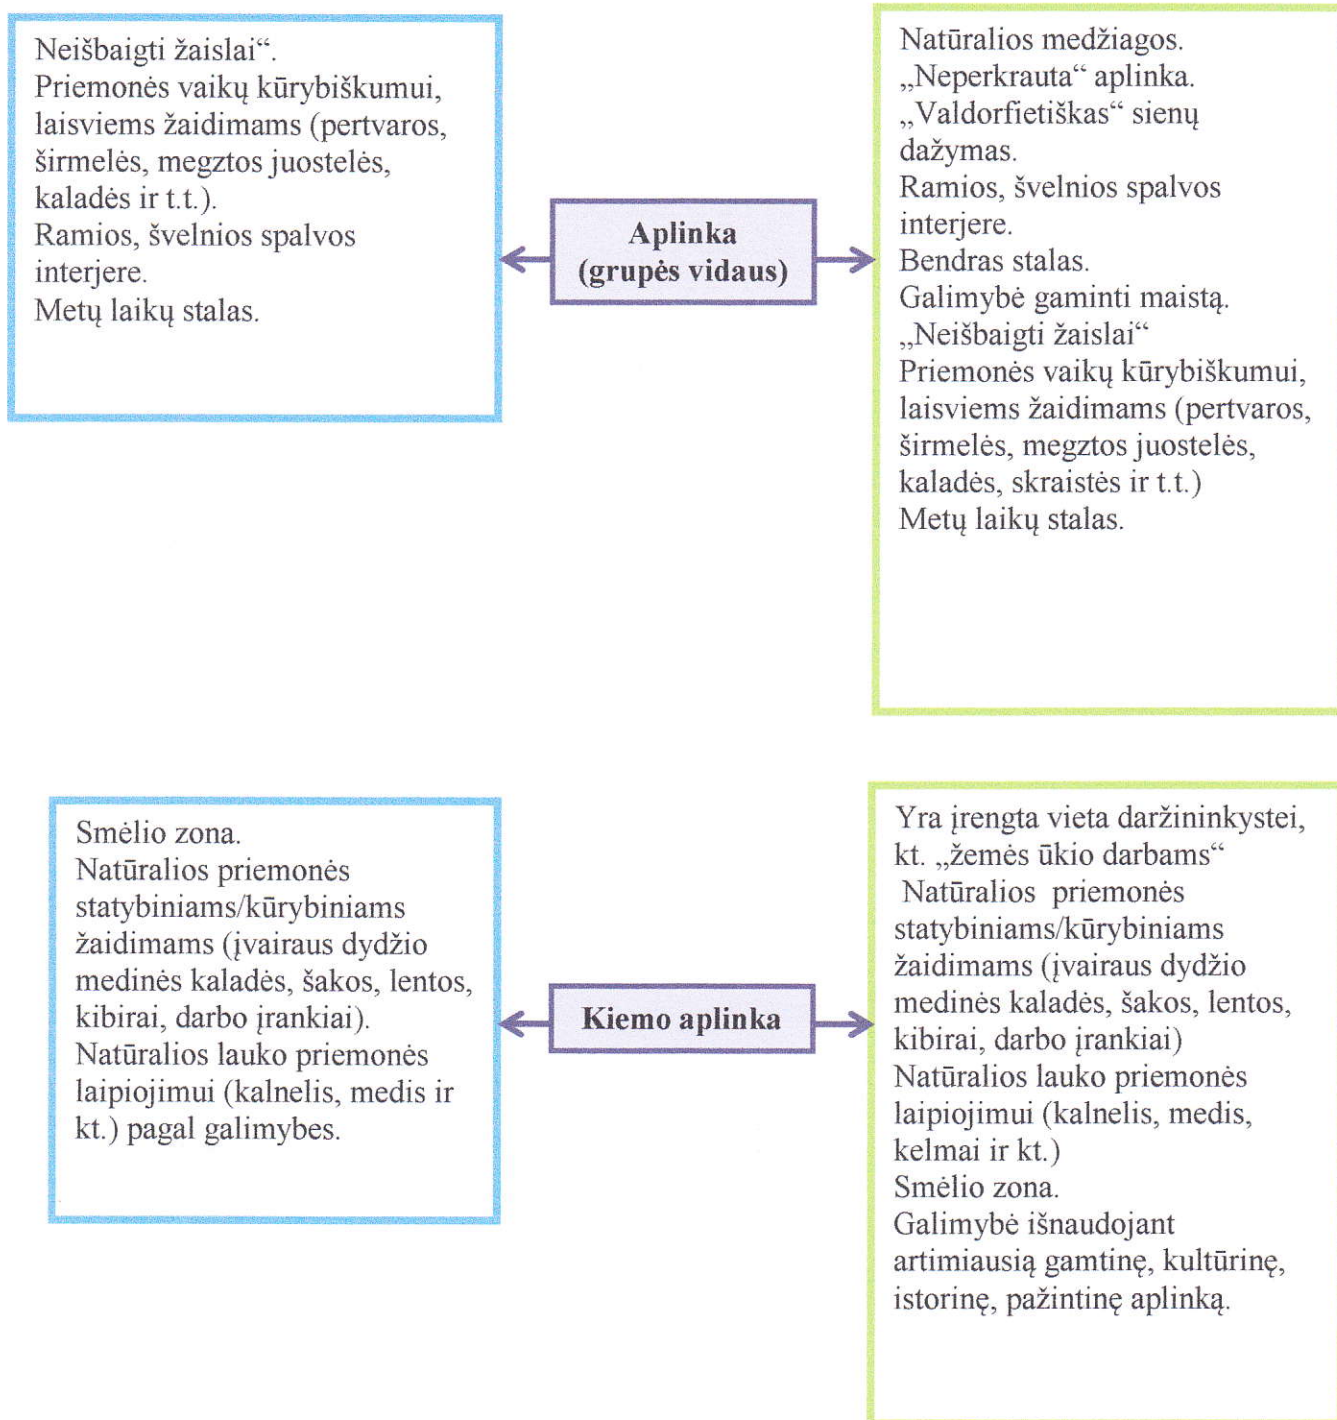 Neišbaigti žaislai“.
Priemonės vaikų kūrybiškumui,
laisviems žaidimams (pertvaros,
širmelės, megztos juostelės,
kaladės ir t.t.).
Ramios, švelnios spalvos
interjere.
Metų laikų stalas.
Aplinka
(grupės vidaus)
Natūralios medžiagos.
„Neperkrauta“ aplinka.
„Valdorfietiškas“ sienų
dažymas.
Ramios, švelnios spalvos
interjere.
Bendras stalas.
Galimybė gaminti maistą.
„Neišbaigti žaislai“
Priemonės vaikų kūrybiškumui,
laisviems žaidimams (pertvaros,
širmelės, megztos juostelės,
kaladės, skraistės ir t.t.)
Metų laikų stalas.
Smėlio zona.
Natūralios priemonės
statybiniams/kūrybiniams
žaidimams (įvairaus dydžio
medinės kaladės, šakos, lentos,
kibirai, darbo įrankiai).
Natūralios lauko priemonės
laipiojimui (kalnelis, medis ir
kt.) pagal galimybes.
Kiemo aplinka
Yra įrengta vieta daržininkystei,
kt. „žemės ūkio darbams“
Natūralios priemonės
statybiniams/kūrybiniams
žaidimams (įvairaus dydžio
medinės kaladės, šakos, lentos,
kibirai, darbo įrankiai)
Natūralios lauko priemonės
laipiojimui (kalnelis, medis,
kelmai ir kt.)
Smėlio zona.
Galimybė išnaudojant
artimiausią gamtinę, kultūrinę,
istorinę, pažintinę aplinką.